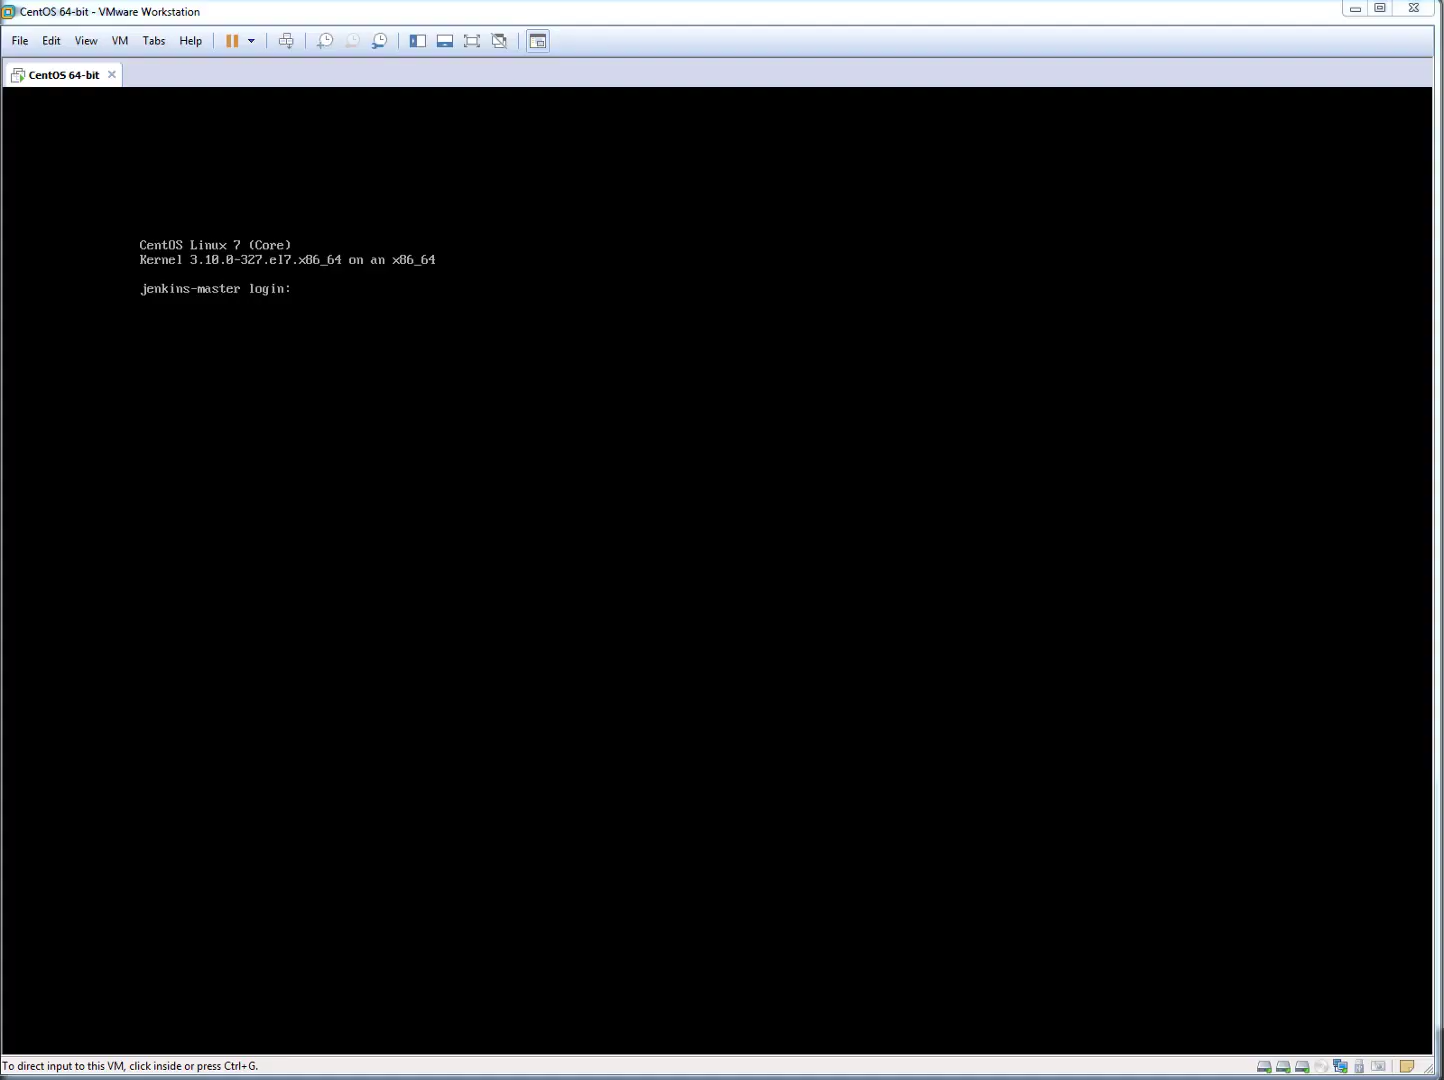 CentOS 64-bit - VMware Workstation
File Edit View VM Tabs Help
CentOS 64-bit
CentOS Linux 7 (Core)
Kernel 3.10.0-327.el7.x86_64 on an x86_64
jenkins-master login:
To direct input to this VM, click inside or press Ctrl+G.